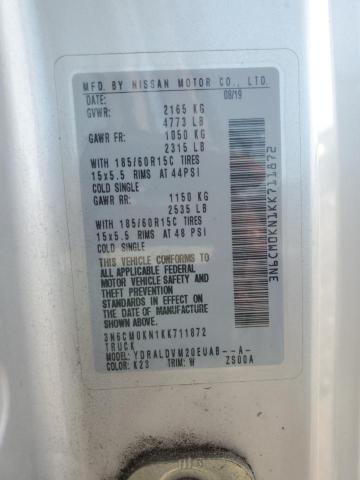 MFD. BY NISSAN MOTOR CO., LTD.
DATE: 08/19
GVWR: 2165 KG
4773 LB
GAWR FR: 1050 KG
2315 LB
WITH 185/60R15C TIRES
15x5.5 RIMS AT 44PSI
COLD SINGLE
GAWR RR: 1150 KG
2535 LB
WITH 185/60R15C TIRES
15x5.5 RIMS AT 48 PSI
COLD SINGLE
THIS VEHICLE CONFORMS TO
ALL APPLICABLE FEDERAL
MOTOR VEHICLE SAFETY AND
THEFT PREVENTION
STANDARDS IN EFFECT ON
THE DATE OF MANUFACTURE
SHOWN ABOVE.
3N6CM0KN1KK711872
TRUCK
MODEL: YDRALDVM20EUAB--A-
COLOR: K23 TRIM: W ZS00A
3N6CM0KN1KK711872